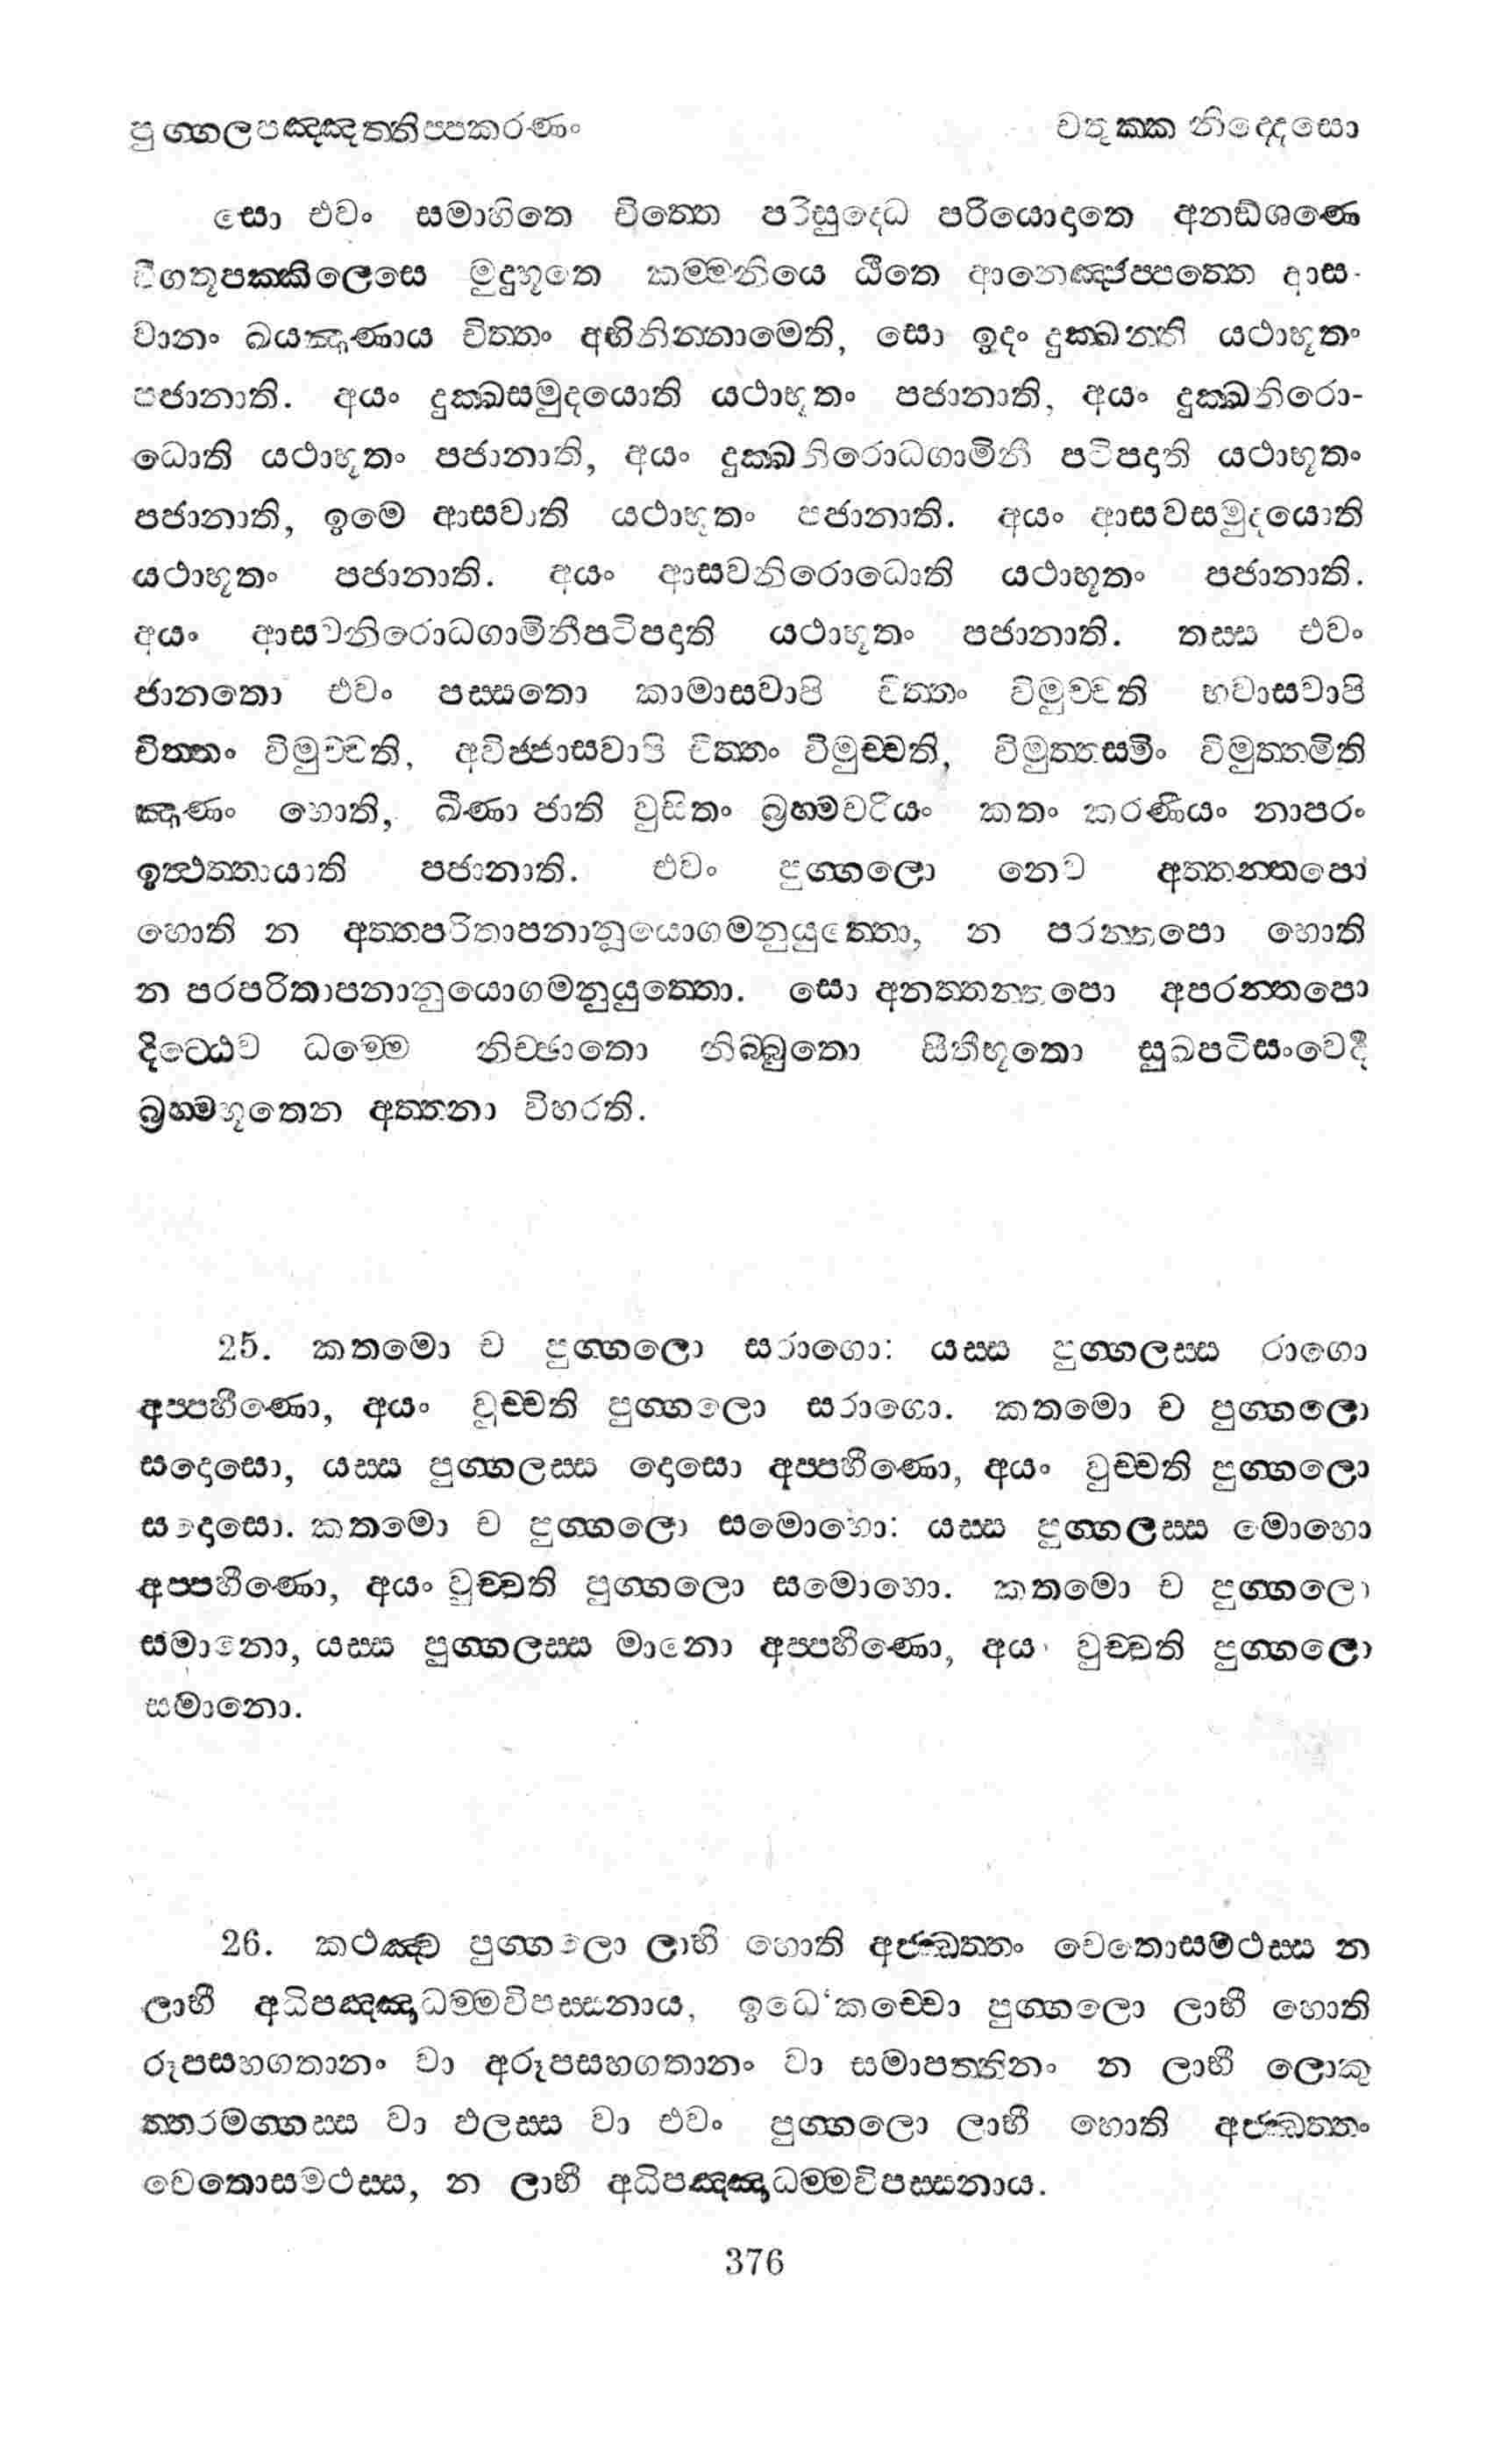 පුග්ගලපඤ්ඤත්තිප්පකරණං චතුක්ක නිද්දෙසො
සො එවං සමාහිතෙ චිත්තෙ පරිසුද්ධෙ පරියොදාතෙ අනඞ්ගණෙ
විගතූපක්කිලෙසෙ මුදුභූතෙ කම්මනියෙ ඨිතෙ ආනෙඤ්ජප්පත්තෙ ආස-
වානං ඛයඤාණාය චිත්තං අභිනින්නාමෙති, සො ඉදං දුක්ඛන්ති යථාභූතං
පජානාති. අයං දුක්ඛසමුදයොති යථාභූතං පජානාති, අයං දුක්ඛනිරො-
ධොති යථාභූතං පජානාති, අයං දුක්ඛනිරොධගාමිනී පටිපදාති යථාභූතං
පජානාති, ඉමෙ ආසවාති යථාභූතං පජානාති. අයං ආසවසමුදයොති
යථාභූතං පජානාති. අයං ආසවනිරොධොති යථාභූතං පජානාති.
අයං ආසවනිරොධගාමිනීපටිපදාති යථාභූතං පජානාති. තස්ස එවං
ජානතො එවං පස්සතො කාමාසවාපි චිත්තං විමුච්චති භවාසවාපි
චිත්තං විමුච්චති, අවිජ්ජාසවාපි චිත්තං විමුච්චති, විමුත්තස්මිං විමුත්තමිති
ඤාණං හොති, ඛීණා ජාති වුසිතං බ්‍රහ්මචරියං කතං කරණීයං නාපරං
ඉත්ථත්තායාති පජානාති. එවං පුග්ගලො නෙව අත්තන්තපො
හොති න අත්තපරිතාපනානූයොගමනුයුත්තො, න පරන්තපො හොති
න පරපරිතාපනානුයොගමනුයුත්තො. සො අනත්තන්තපො අපරන්තපො
දිට්ඨෙව ධම්මෙ නිච්ඡාතො නිබ්බුතො සීතීභූතො සුඛපටිසංවෙදී
බ්‍රහ්මභූතෙන අත්තනා විහරති.
25. කතමො ච පුග්ගලො සරාගො: යස්ස පුග්ගලස්ස රාගො
අප්පහීණො, අයං වුච්චති පුග්ගලො සරාගො. කතමො ච පුග්ගලො
සදොසො, යස්ස පුග්ගලස්ස දොසො අප්පහීණො, අයං වුච්චති පුග්ගලො
සදොසො. කතමො ච පුග්ගලො සමොහො: යස්ස පුග්ගලස්ස මොහො
අප්පහීණො, අයං වුච්චති පුග්ගලො සමොහො. කතමො ච පුග්ගලො
සමානො, යස්ස පුග්ගලස්ස මානො අප්පහීණො, අයං වුච්චති පුග්ගලො
සමානො.
26. කථඤ්ච පුග්ගලො ලාභි හොති අජ්ඣත්තං චෙතොසමථස්ස න
ලාභී අධිපඤ්ඤාධම්මවිපස්සනාය, ඉධෙ‘කච්චො පුග්ගලො ලාභී හොති
රූපසහගතානං වා අරූපසහගතානං වා සමාපත්තිනං න ලාභී ලොකු
ත්තරමග්ගස්ස වා ඵලස්ස වා එවං පුග්ගලො ලාභී හොති අජ්ඣත්තං
චෙතොසමථස්ස, න ලාභී අධිපඤ්ඤාධම්මවිපස්සනාය.
376